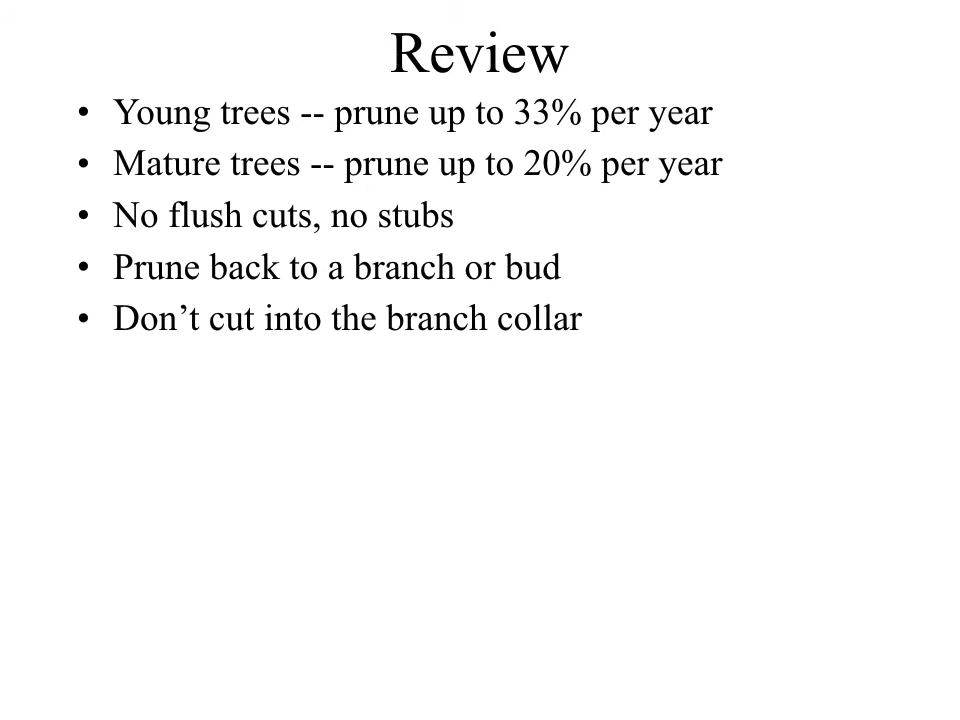 Review
• Young trees -- prune up to 33% per year
• Mature trees -- prune up to 20% per year
• No flush cuts, no stubs
• Prune back to a branch or bud
• Don’t cut into the branch collar